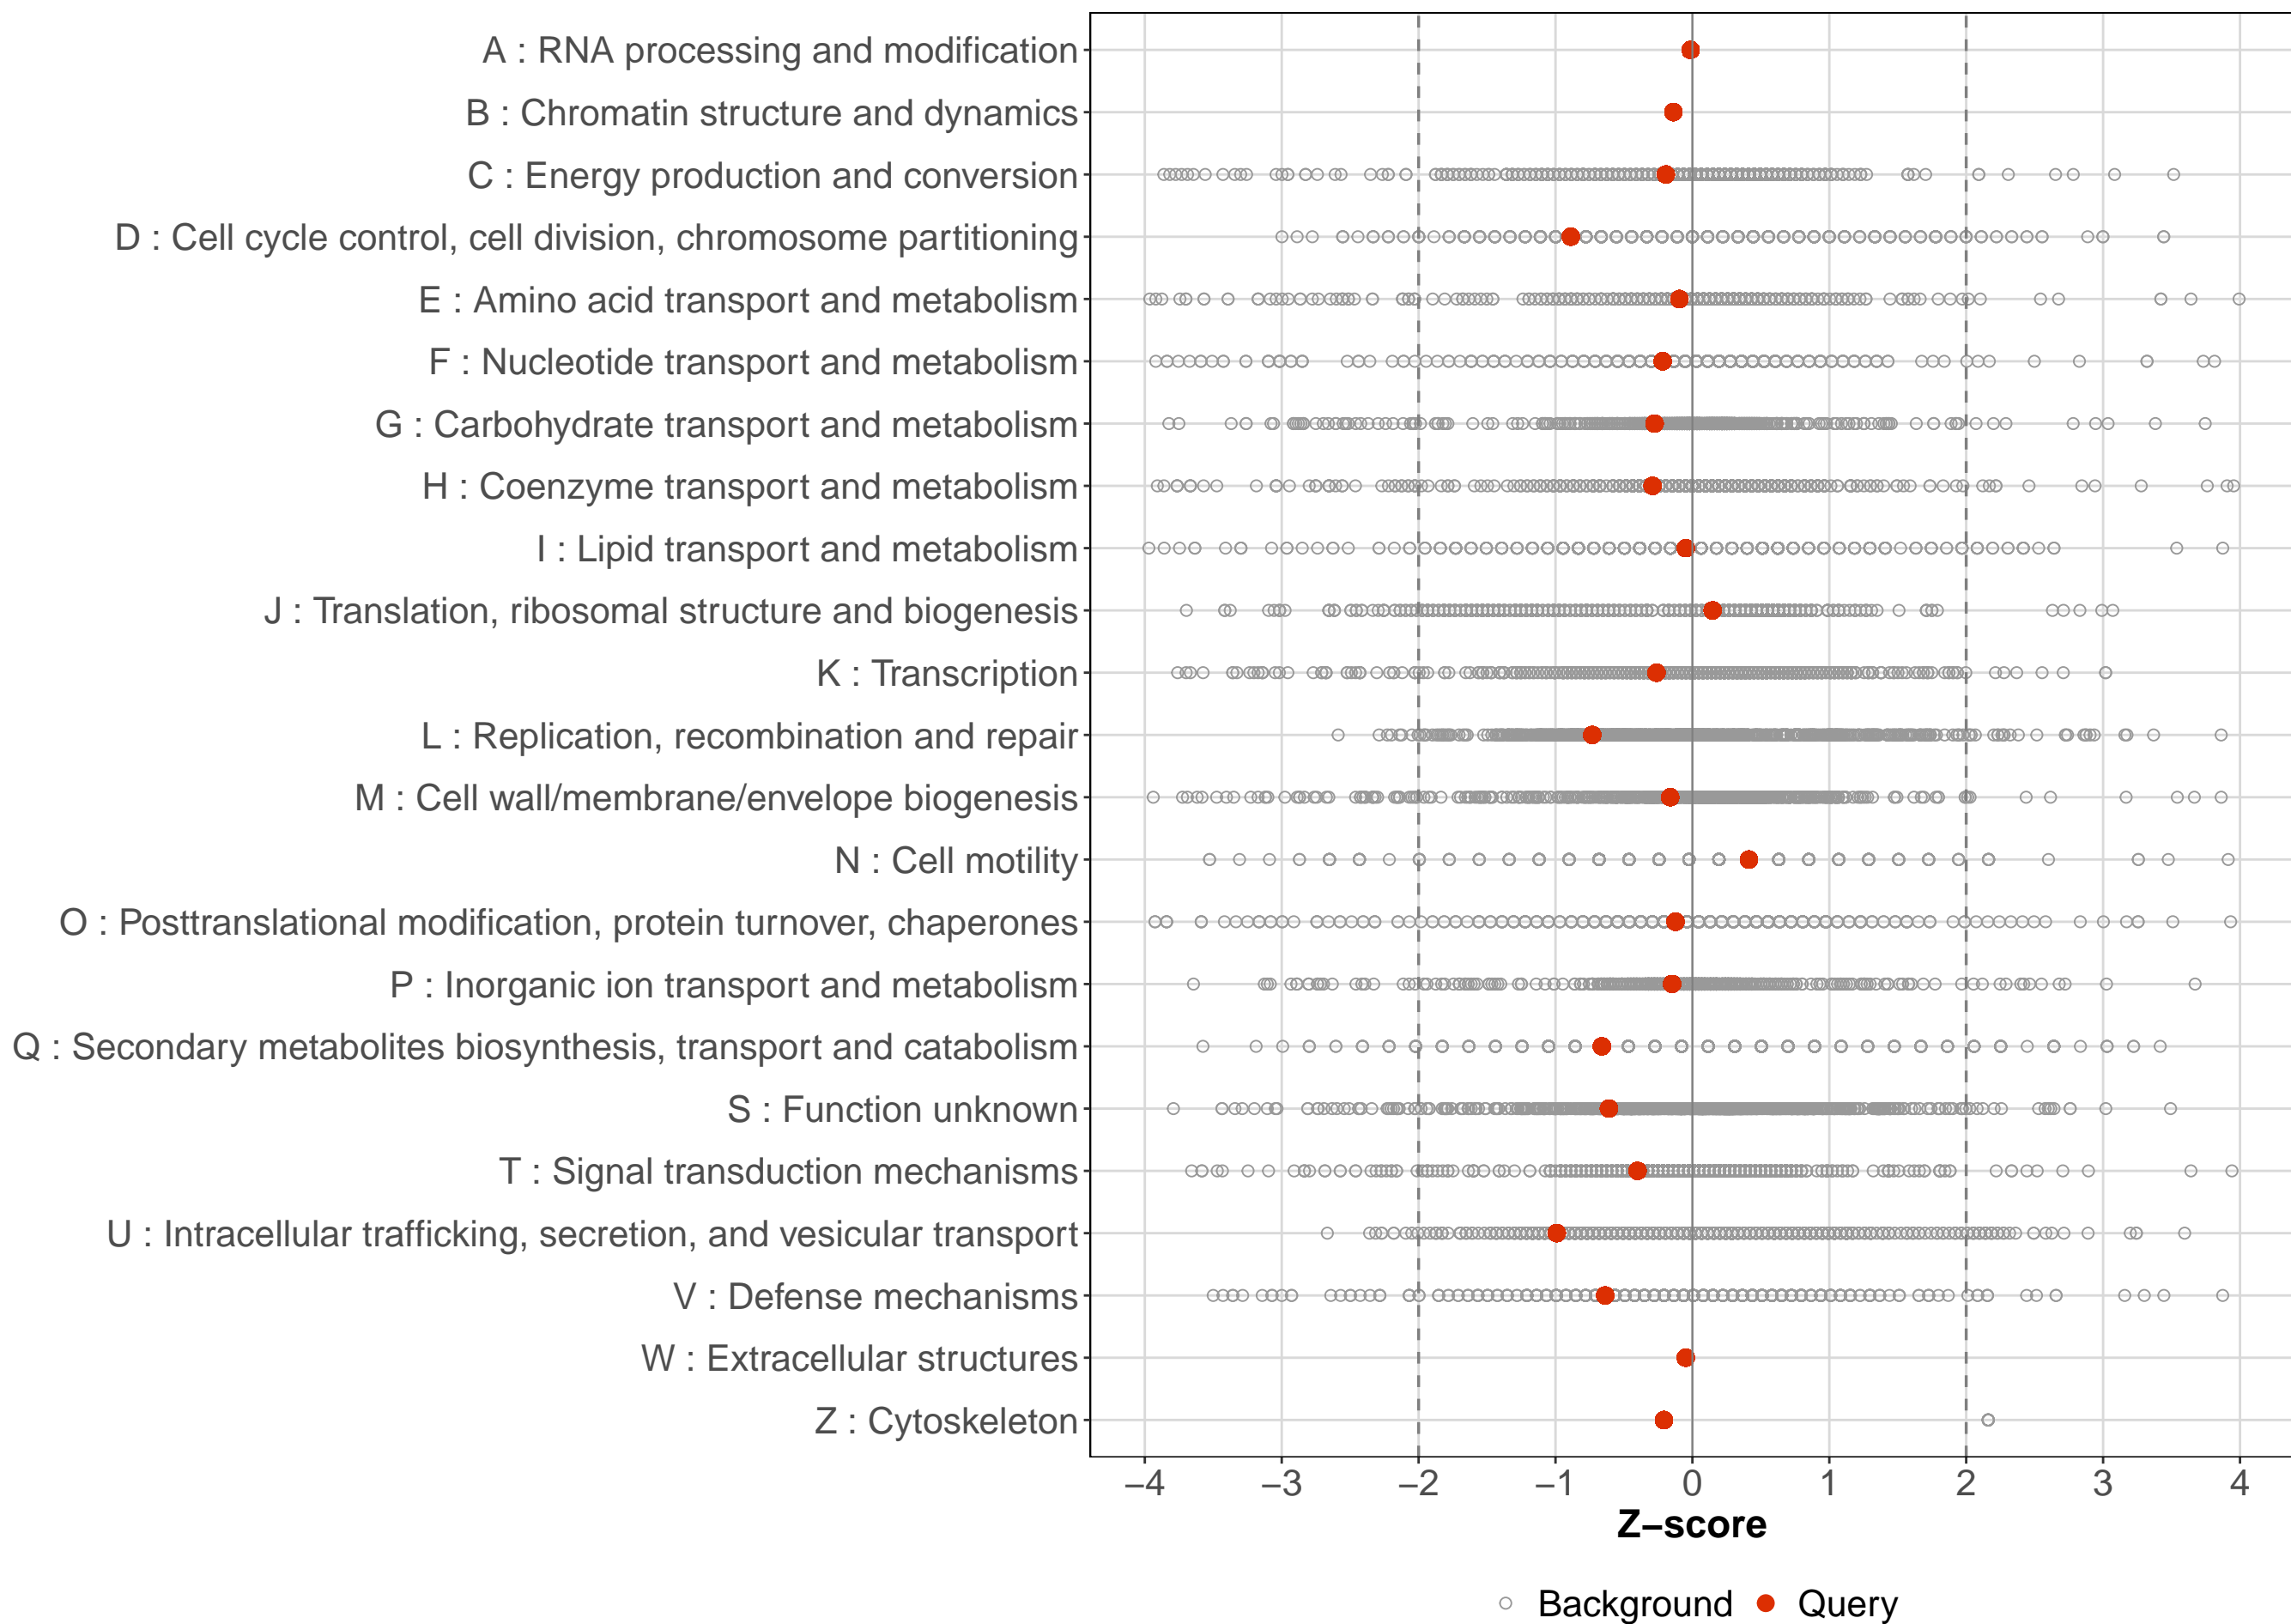 A : RNA processing and modification
B : Chromatin structure and dynamics
C : Energy production and conversion
D : Cell cycle control, cell division, chromosome partitioning
E : Amino acid transport and metabolism
F : Nucleotide transport and metabolism
G : Carbohydrate transport and metabolism
H : Coenzyme transport and metabolism
I : Lipid transport and metabolism
J : Translation, ribosomal structure and biogenesis
K : Transcription
L : Replication, recombination and repair
M : Cell wall/membrane/envelope biogenesis
N : Cell motility
O : Posttranslational modification, protein turnover, chaperones
P : Inorganic ion transport and metabolism
Q : Secondary metabolites biosynthesis, transport and catabolism
S : Function unknown
T : Signal transduction mechanisms
U : Intracellular trafficking, secretion, and vesicular transport
V : Defense mechanisms
W : Extracellular structures
Z : Cytoskeleton
−4 −3 −2 −1 0 1 2 3 4
Z−score
Background Query